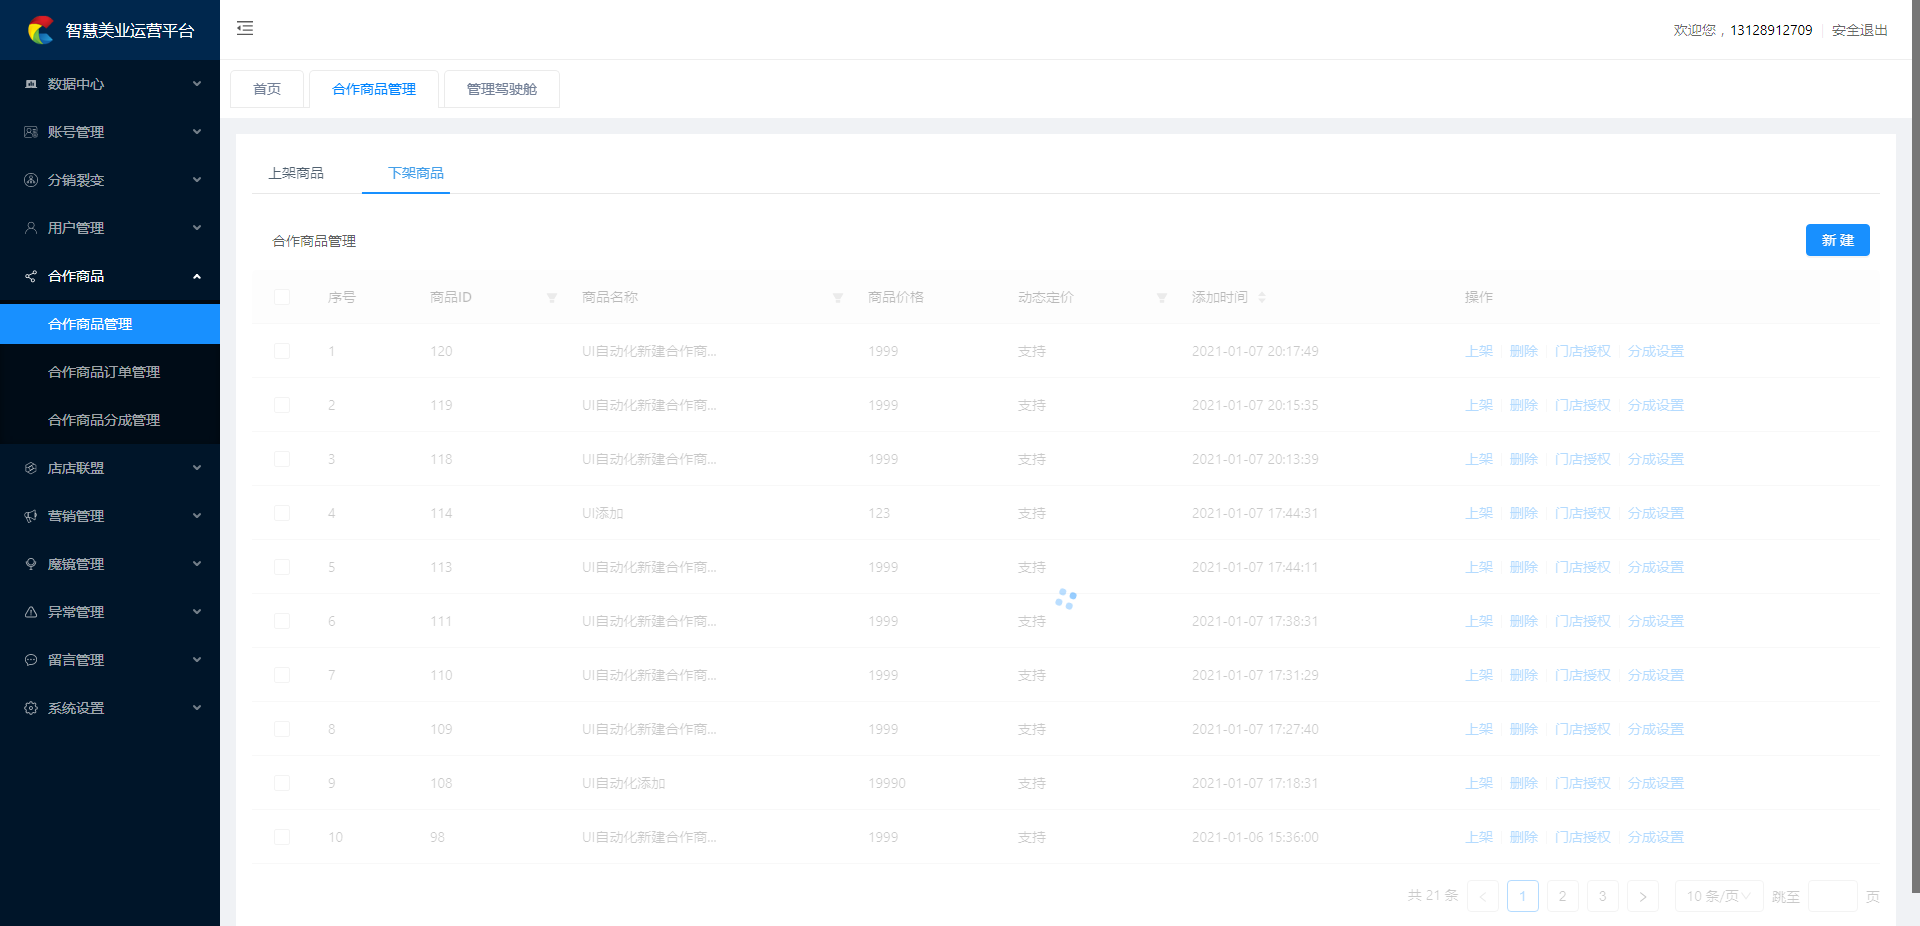 智慧美业运营平台
欢迎您，13128912709 安全退出
数据中心
账号管理
分销裂变
用户管理
合作商品
合作商品管理
合作商品订单管理
合作商品分成管理
店店联盟
营销管理
魔镜管理
异常管理
留言管理
系统设置
首页 合作商品管理 管理驾驶舱
上架商品 下架商品
合作商品管理 新建
序号 商品ID 商品名称 商品价格 动态定价 添加时间 操作
1 120 UI自动化新建合作商... 1999 支持 2021-01-07 20:17:49 上架 删除 门店授权 分成设置
2 119 UI自动化新建合作商... 1999 支持 2021-01-07 20:15:35 上架 删除 门店授权 分成设置
3 118 UI自动化新建合作商... 1999 支持 2021-01-07 20:13:39 上架 删除 门店授权 分成设置
4 114 UI添加 123 支持 2021-01-07 17:44:31 上架 删除 门店授权 分成设置
5 113 UI自动化新建合作商... 1999 支持 2021-01-07 17:44:11 上架 删除 门店授权 分成设置
6 111 UI自动化新建合作商... 1999 支持 2021-01-07 17:38:31 上架 删除 门店授权 分成设置
7 110 UI自动化新建合作商... 1999 支持 2021-01-07 17:31:29 上架 删除 门店授权 分成设置
8 109 UI自动化新建合作商... 1999 支持 2021-01-07 17:27:40 上架 删除 门店授权 分成设置
9 108 UI自动化添加 19990 支持 2021-01-07 17:18:31 上架 删除 门店授权 分成设置
10 98 UI自动化新建合作商... 1999 支持 2021-01-06 15:36:00 上架 删除 门店授权 分成设置
共 21 条 < 1 2 3 > 10 条/页 跳至 页